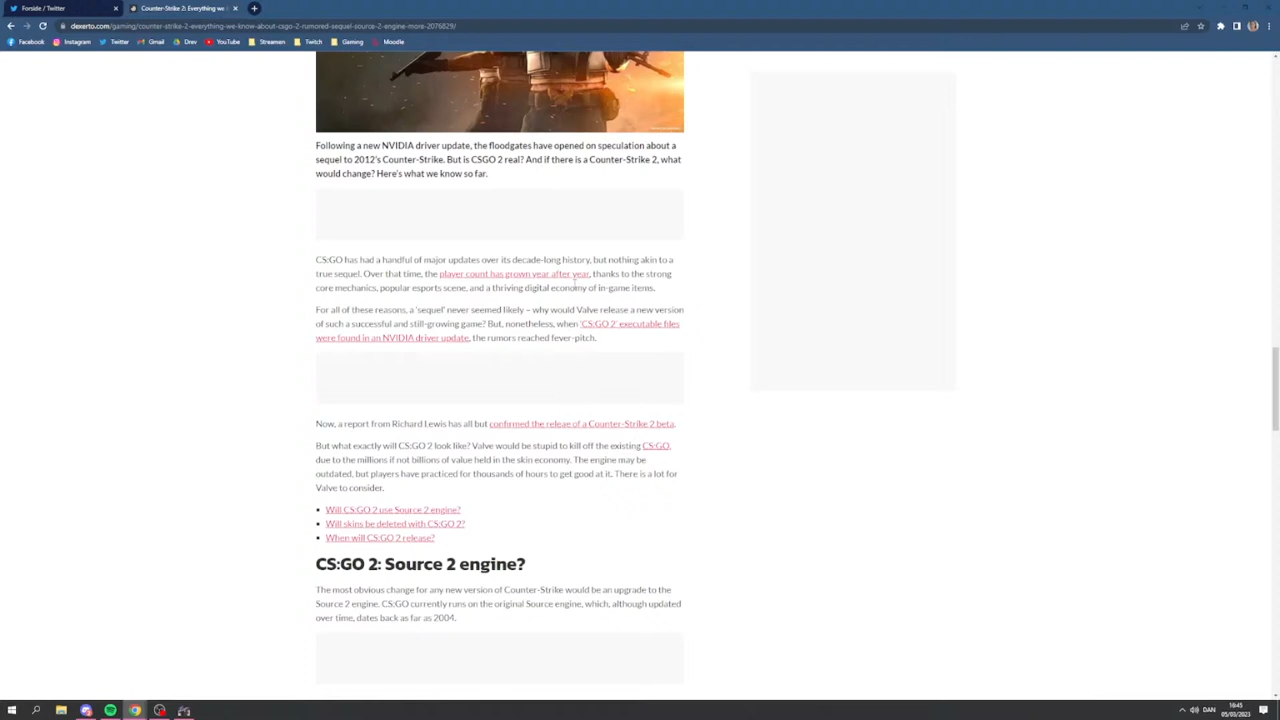 Forside / Twitter
Counter-Strike 2: Everything we
dexerto.com/gaming/counter-strike-2-everything-we-know-about-csgo-2-rumored-sequel-source-2-engine-more-2076829/
Facebook
Instagram
Twitter
Gmail
Drev
YouTube
Streamen
Twitch
Gaming
Moodle
Following a new NVIDIA driver update, the floodgates have opened on speculation about a
sequel to 2012's Counter-Strike. But is CSGO 2 real? And if there is a Counter-Strike 2, what
would change? Here's what we know so far.
CS:GO has had a handful of major updates over its decade-long history, but nothing akin to a
true sequel. Over that time, the player count has grown year after year, thanks to the strong
core mechanics, popular esports scene, and a thriving digital economy of in-game items.
For all of these reasons, a 'sequel' never seemed likely – why would Valve release a new version
of such a successful and still-growing game? But, nonetheless, when 'CS:GO 2' executable files
were found in an NVIDIA driver update, the rumors reached fever-pitch.
Now, a report from Richard Lewis has all but confirmed the releae of a Counter-Strike 2 beta.
But what exactly will CS:GO 2 look like? Valve would be stupid to kill off the existing CS:GO,
due to the millions if not billions of value held in the skin economy. The engine may be
outdated, but players have practiced for thousands of hours to get good at it. There is a lot for
Valve to consider.
• Will CS:GO 2 use Source 2 engine?
• Will skins be deleted with CS:GO 2?
• When will CS:GO 2 release?
CS:GO 2: Source 2 engine?
The most obvious change for any new version of Counter-Strike would be an upgrade to the
Source 2 engine. CS:GO currently runs on the original Source engine, which, although updated
over time, dates back as far as 2004.
DAN
16:45
05/03/2023